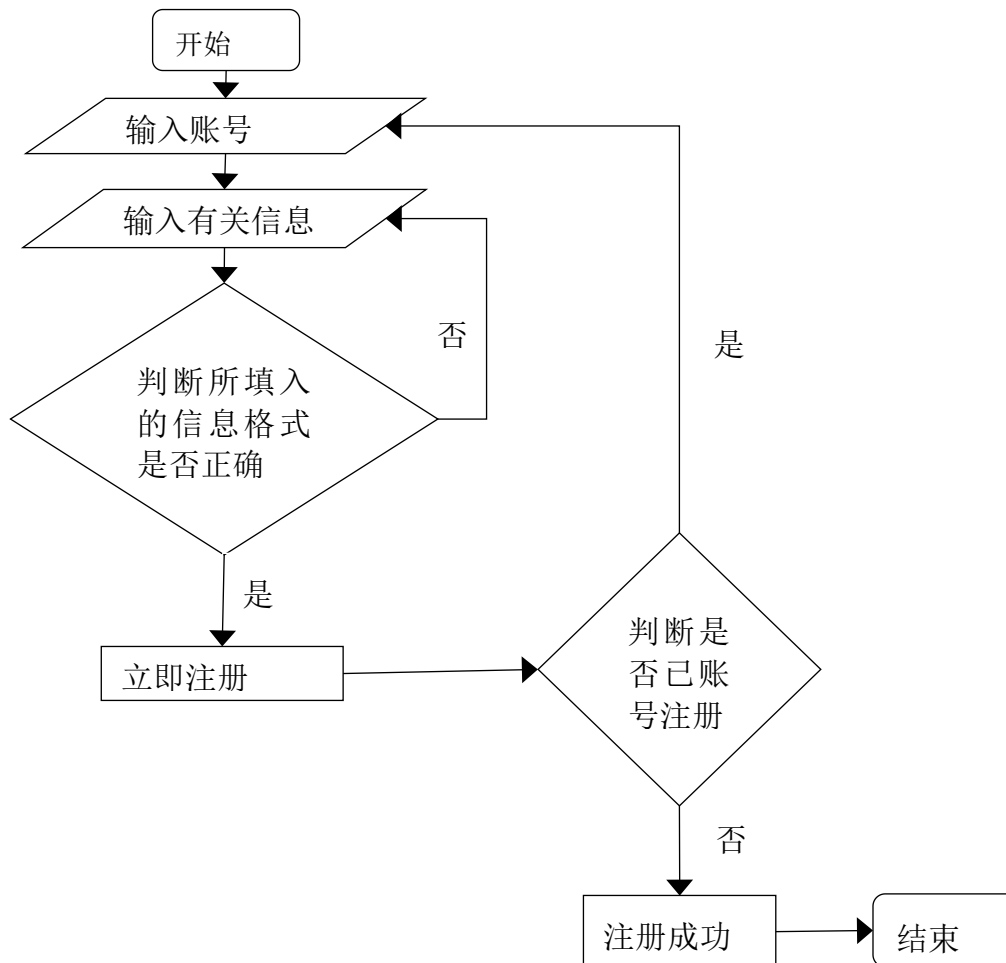 开始
输入账号
输入有关信息
否
是
判断所填入
的信息格式
是否正确
是
立即注册
判断是
否已账
号注册
否
注册成功
结束